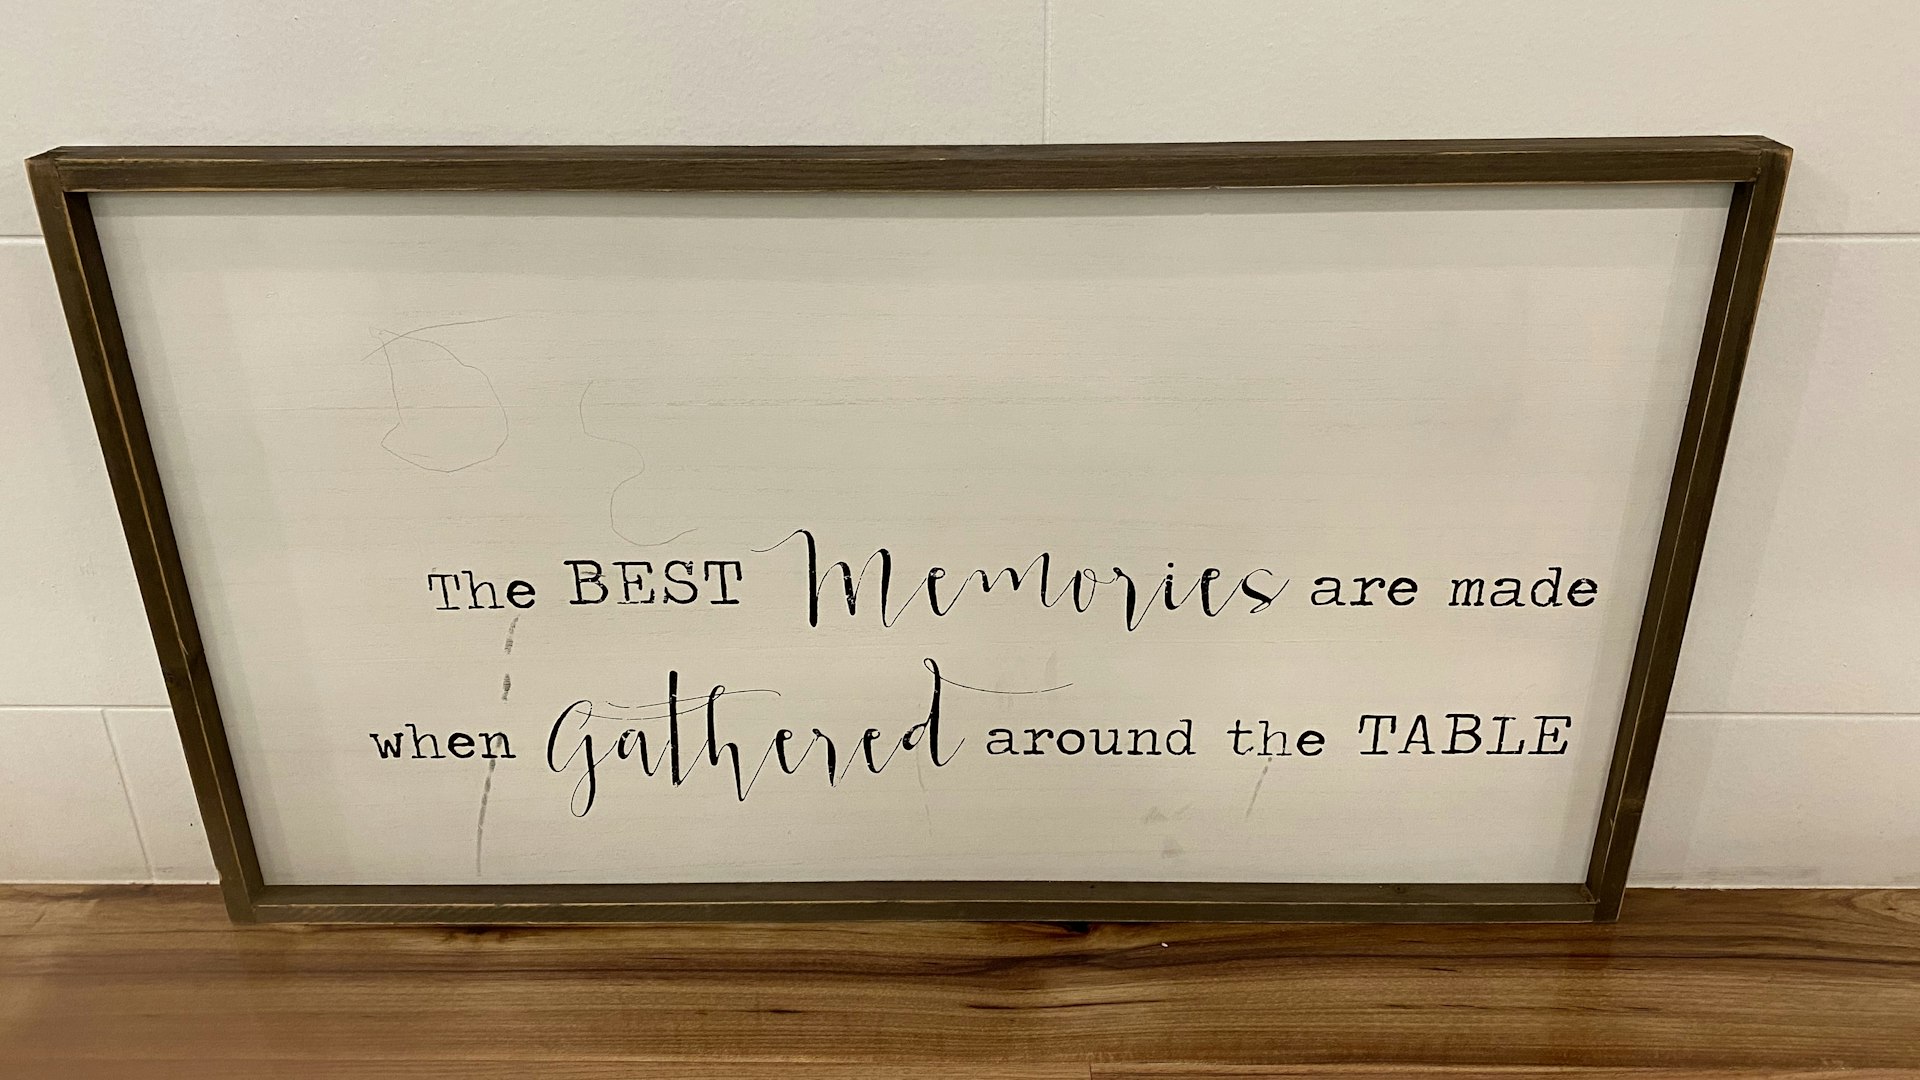 The BEST Memories are made
when Gathered around the TABLE